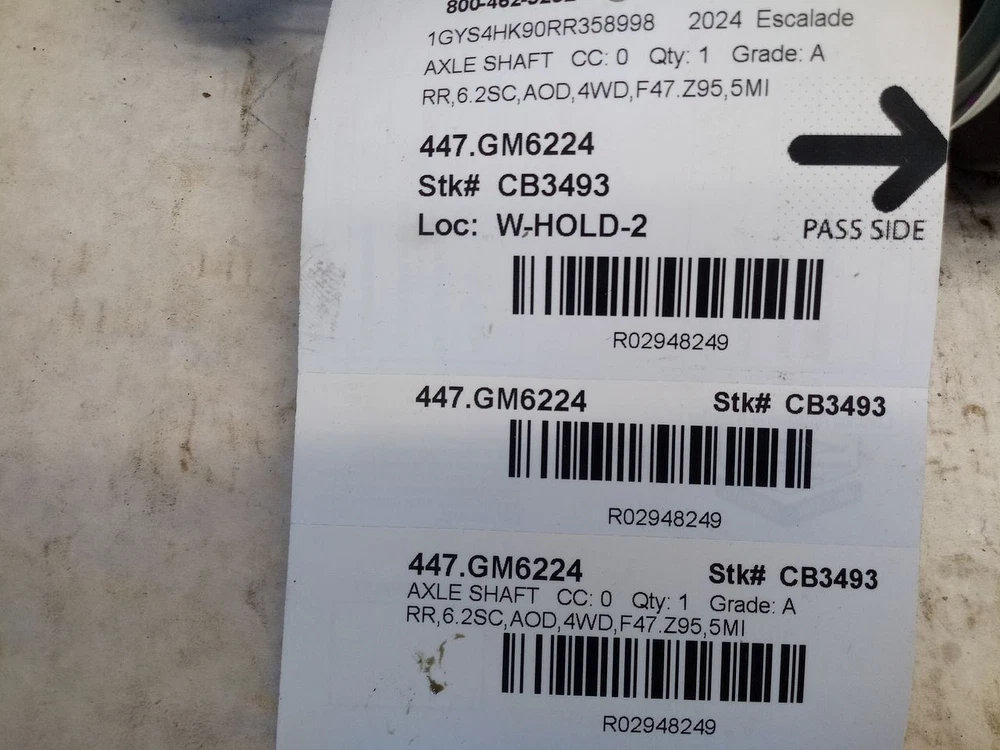 1GYS4HK90RR358998 2024 Escalade
AXLE SHAFT CC: 0 Qty: 1 Grade: A
RR,6.2SC,AOD,4WD,F47.Z95,5MI
447.GM6224
Stk# CB3493
Loc: W-HOLD-2
PASS SIDE
R02948249
447.GM6224 Stk# CB3493
R02948249
447.GM6224 Stk# CB3493
AXLE SHAFT CC: 0 Qty: 1 Grade: A
RR,6.2SC,AOD,4WD,F47.Z95,5MI
R02948249